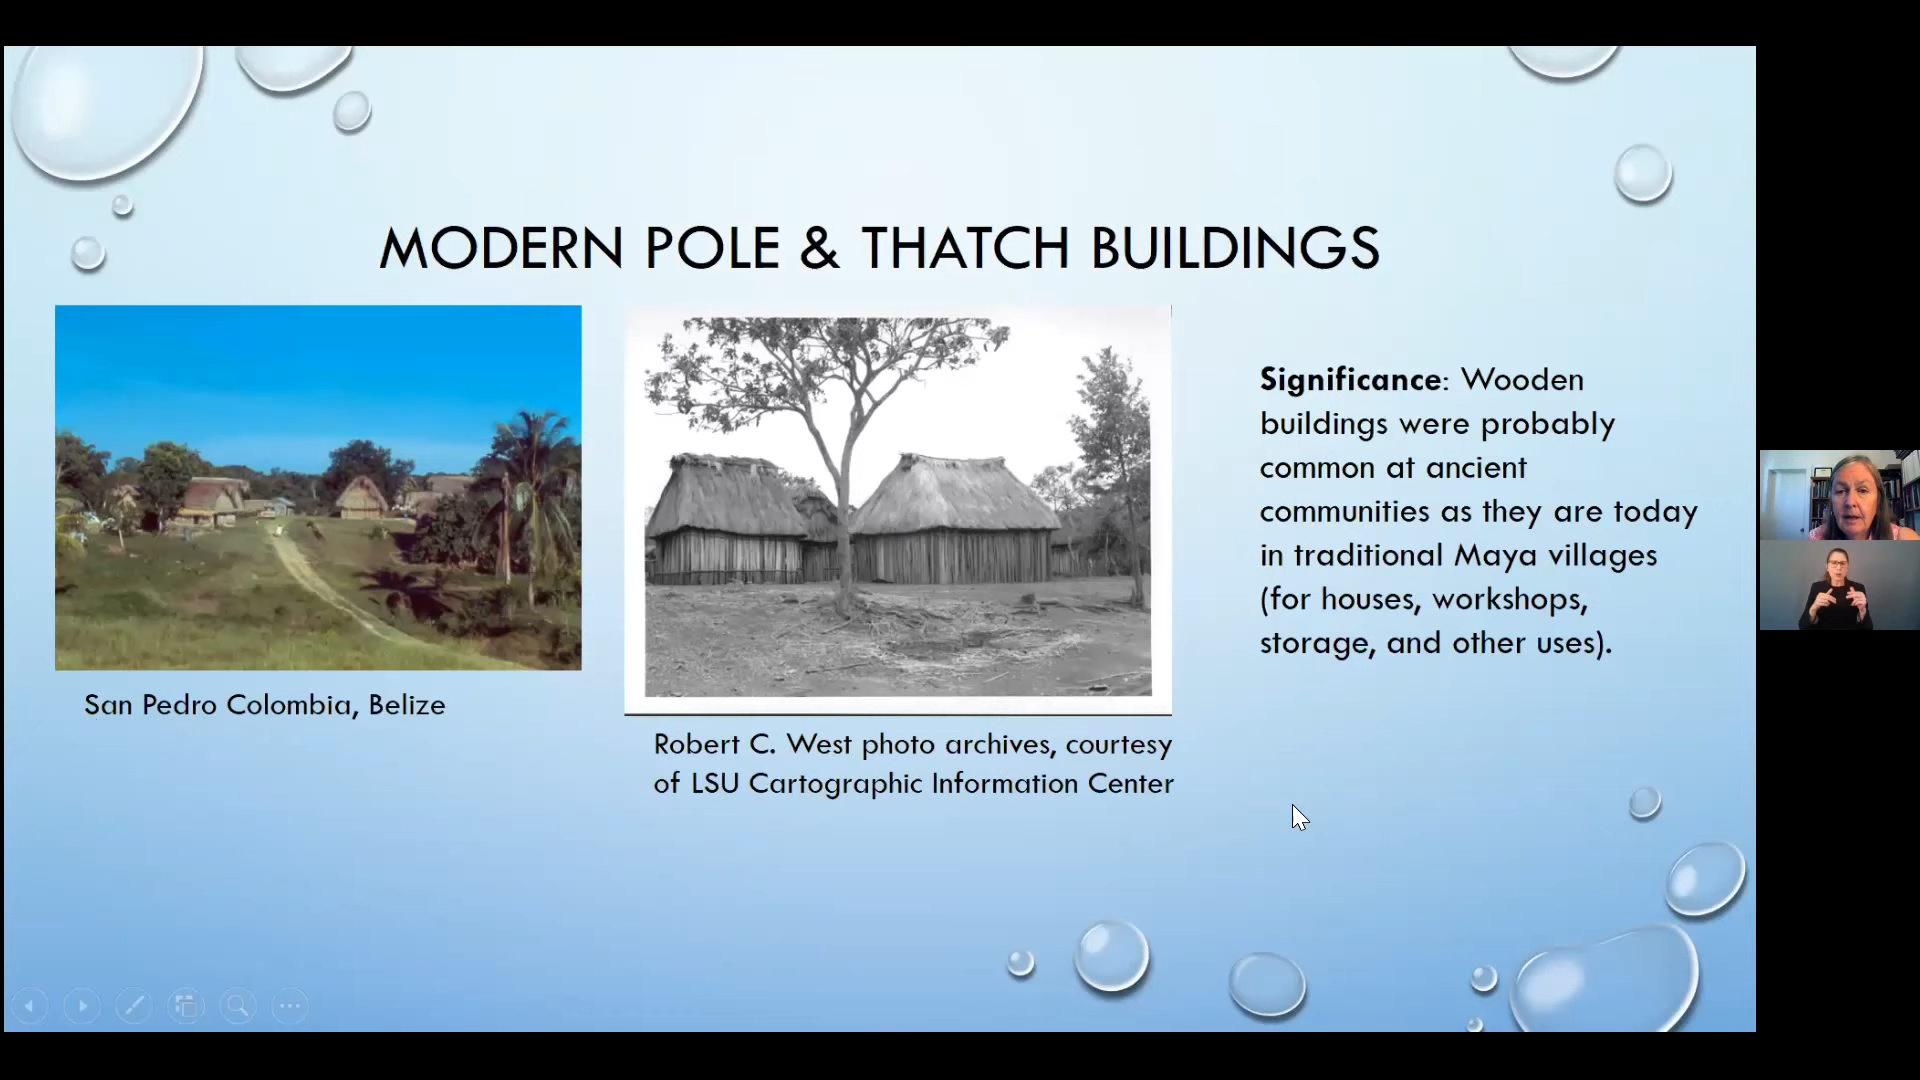 MODERN POLE & THATCH BUILDINGS
San Pedro Colombia, Belize
Robert C. West photo archives, courtesy
of LSU Cartographic Information Center
Significance: Wooden
buildings were probably
common at ancient
communities as they are today
in traditional Maya villages
(for houses, workshops,
storage, and other uses).